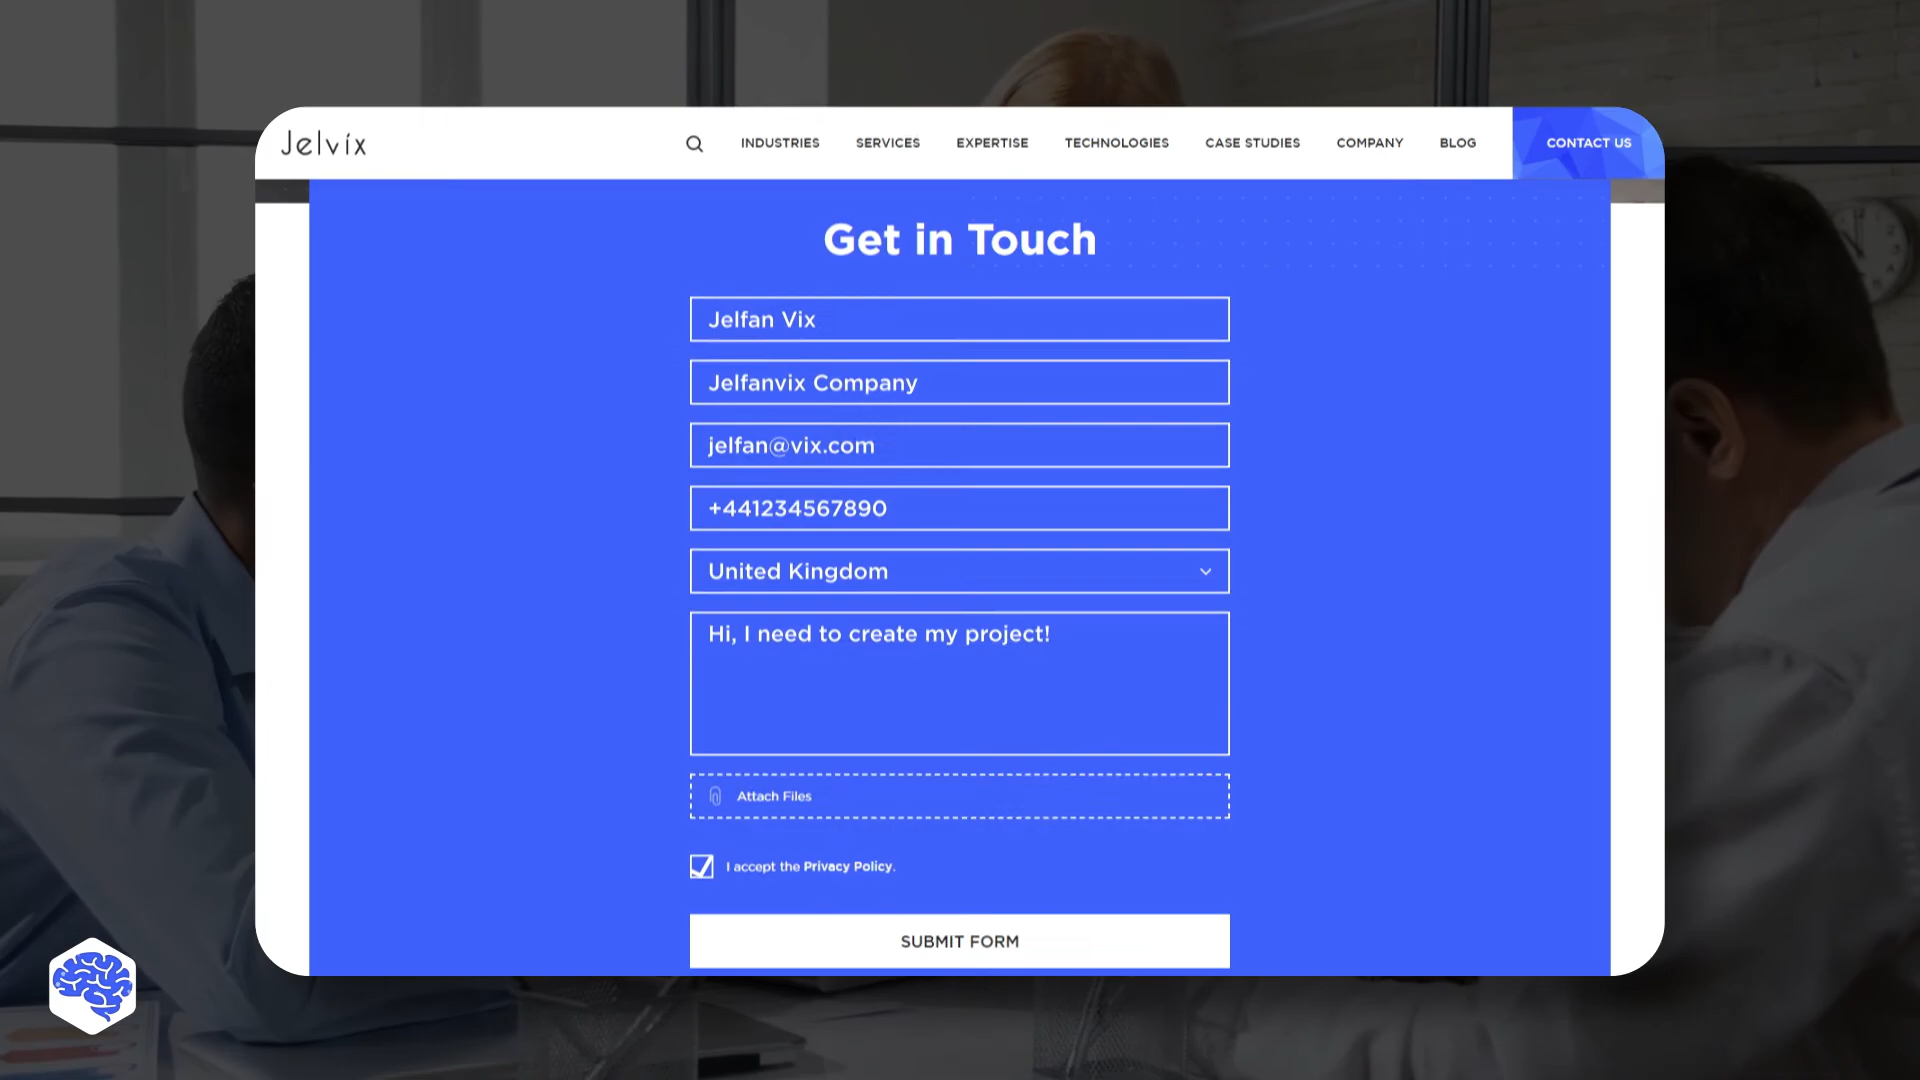 Jelvix
INDUSTRIES SERVICES EXPERTISE TECHNOLOGIES CASE STUDIES COMPANY BLOG CONTACT US
Get in Touch
Jelfan Vix
Jelfanvix Company
jelfan@vix.com
+441234567890
United Kingdom
Hi, I need to create my project!
Attach Files
I accept the Privacy Policy.
SUBMIT FORM